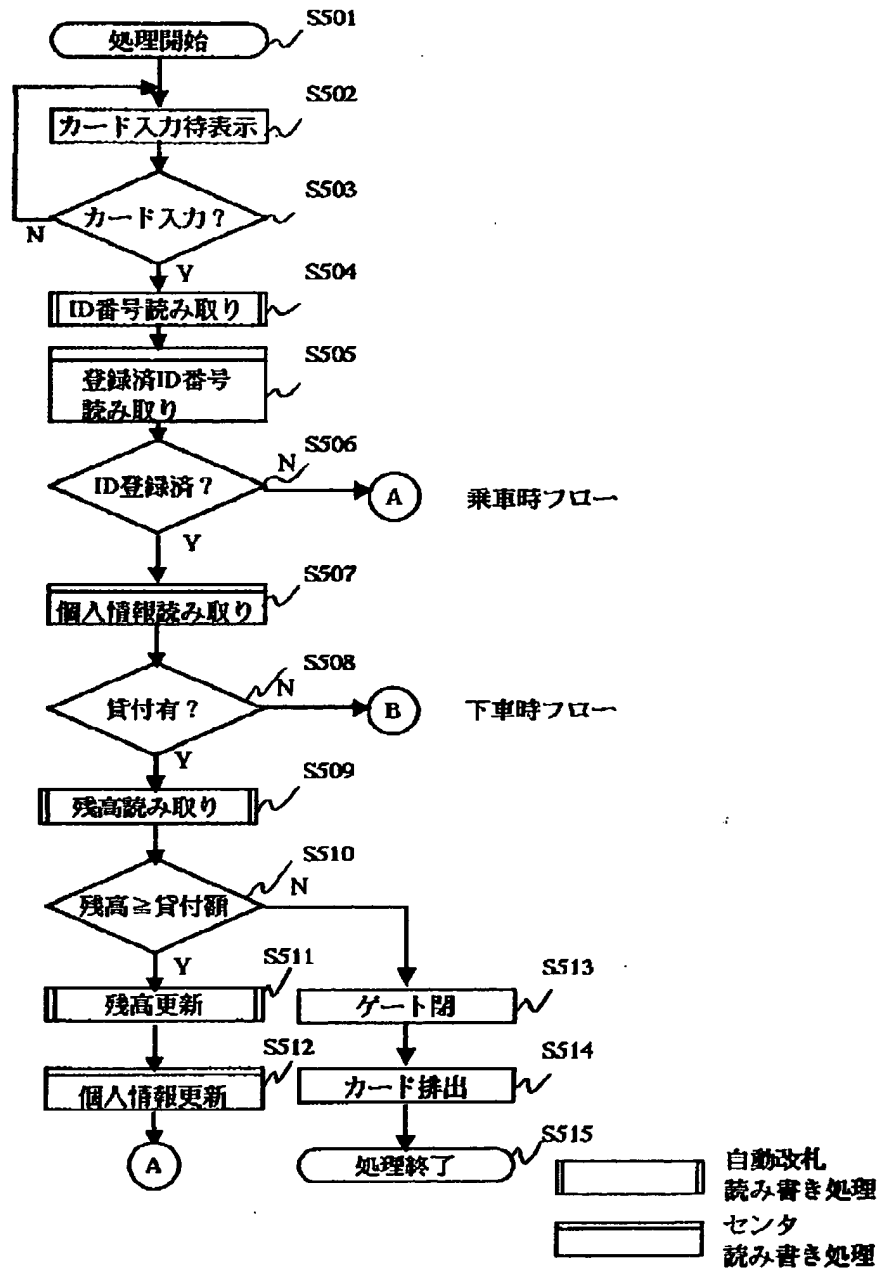 S501
処理開始
S502
カード入力待表示
S503
カード入力？
N
Y
S504
ID番号読み取り
S505
登録済ID番号
読み取り
S506
ID登録済？
N
A
乗車時フロー
Y
S507
個人情報読み取り
S508
貸付有？
N
B
下車時フロー
Y
S509
残高読み取り
S510
残高≧貸付額
N
Y
S511
残高更新
S513
ゲート閉
S512
個人情報更新
S514
カード排出
A
S515
処理終了
自動改札
読み書き処理
センタ
読み書き処理